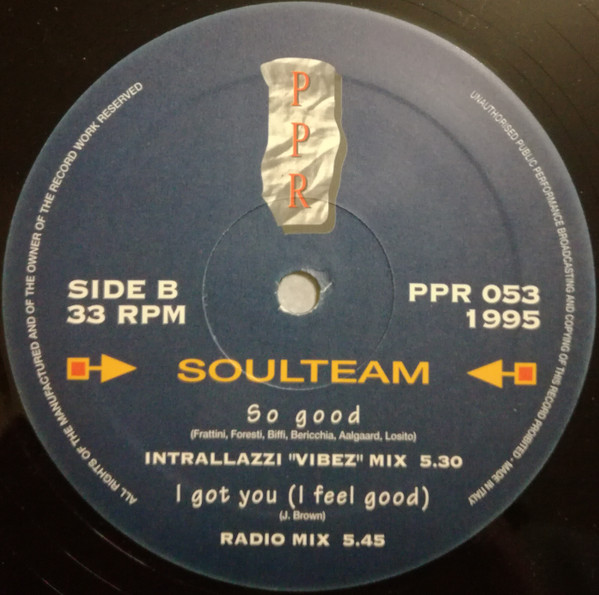 P
P
R
SIDE B
33 RPM
PPR 053
1995
SOULTEAM
So good
(Frattini, Foresti, Biffi, Bericchia, Aalgaard, Losito)
INTRALLAZZI "VIBEZ" MIX 5.30
I got you (I feel good)
(J. Brown)
RADIO MIX 5.45
ALL RIGHTS OF THE MANUFACTURED AND OF THE OWNER OF THE RECORD WORK RESERVED
UNAUTHORISED PUBLIC PERFORMANCE BROADCASTING AND COPYING OF THIS RECORD PROHIBITED - MADE IN ITALY